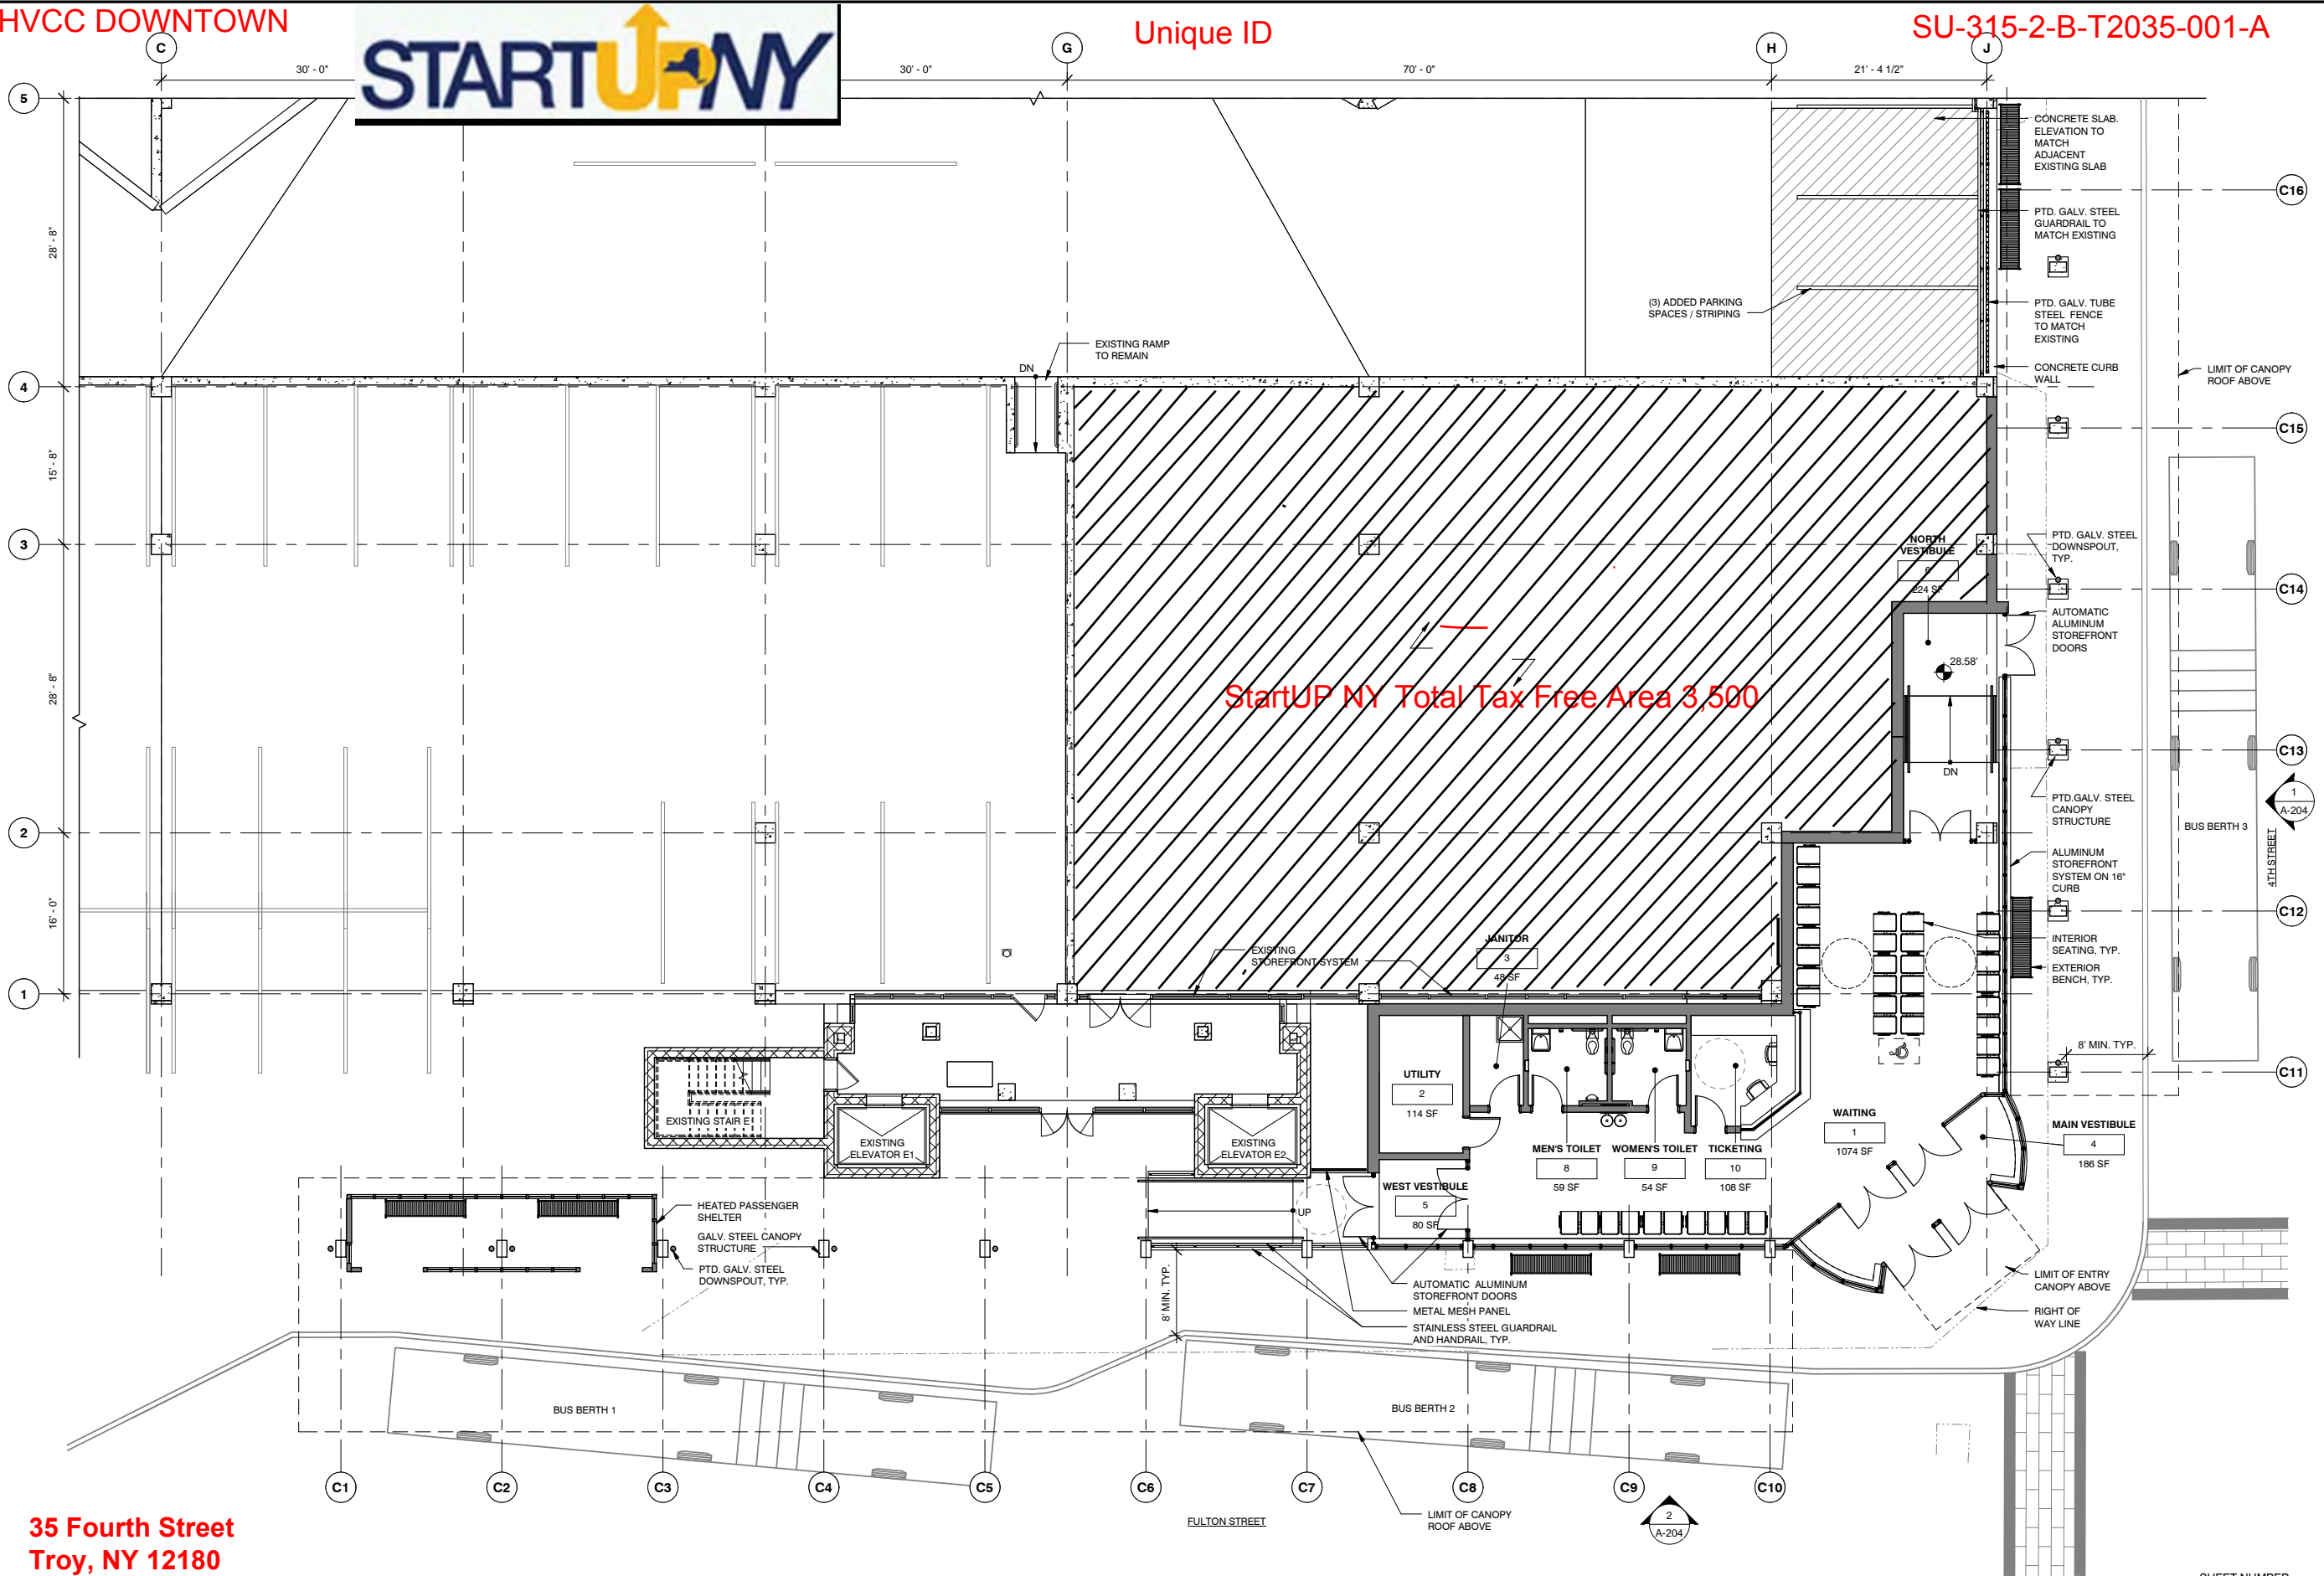 HVCC DOWNTOWN
STARTUPNY
Unique ID
SU-315-2-B-T2035-001-A
C
G
H
J
30' - 0"
30' - 0"
70' - 0"
21' - 4 1/2"
5
4
3
2
1
28' - 8"
15' - 8"
28' - 8"
16' - 0"
CONCRETE SLAB.
ELEVATION TO
MATCH
ADJACENT
EXISTING SLAB
C16
PTD. GALV. STEEL
GUARDRAIL TO
MATCH EXISTING
(3) ADDED PARKING
SPACES / STRIPING
PTD. GALV. TUBE
STEEL FENCE
TO MATCH
EXISTING
EXISTING RAMP
TO REMAIN
DN
CONCRETE CURB
WALL
LIMIT OF CANOPY
ROOF ABOVE
C15
NORTH
VESTIBULE
6
224 SF
PTD. GALV. STEEL
DOWNSPOUT,
TYP.
C14
AUTOMATIC
ALUMINUM
STOREFRONT
DOORS
28.58'
StartUP NY Total Tax Free Area 3,500
C13
DN
PTD.GALV. STEEL
CANOPY
STRUCTURE
1
A-204
BUS BERTH 3
4TH STREET
ALUMINUM
STOREFRONT
SYSTEM ON 16"
CURB
C12
INTERIOR
SEATING, TYP.
EXTERIOR
BENCH, TYP.
EXISTING
STOREFRONT SYSTEM
JANITOR
3
48 SF
8' MIN. TYP.
C11
UTILITY
2
114 SF
EXISTING STAIR E
EXISTING
ELEVATOR E1
EXISTING
ELEVATOR E2
MEN'S TOILET
8
59 SF
WOMEN'S TOILET
9
54 SF
TICKETING
10
108 SF
WAITING
1
1074 SF
MAIN VESTIBULE
4
186 SF
WEST VESTIBULE
5
80 SF
UP
HEATED PASSENGER
SHELTER
GALV. STEEL CANOPY
STRUCTURE
PTD. GALV. STEEL
DOWNSPOUT, TYP.
8' MIN. TYP.
AUTOMATIC ALUMINUM
STOREFRONT DOORS
METAL MESH PANEL
STAINLESS STEEL GUARDRAIL
AND HANDRAIL, TYP.
LIMIT OF ENTRY
CANOPY ABOVE
RIGHT OF
WAY LINE
BUS BERTH 1
BUS BERTH 2
C1
C2
C3
C4
C5
C6
C7
C8
C9
C10
LIMIT OF CANOPY
ROOF ABOVE
FULTON STREET
2
A-204
35 Fourth Street
Troy, NY 12180
SHEET NUMBER